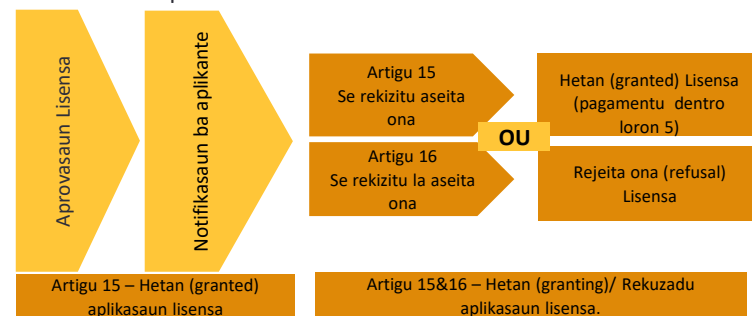 Aprovasaun Lisensa
Notifikasaun ba aplikante
Artigu 15
Se rekizitu aseita
ona
Artigu 16
Se rekizitu la aseita
ona
OU
Hetan (granted) Lisensa
(pagamentu dentro
loron 5)
Rejeita ona (refusal)
Lisensa
Artigu 15 – Hetan (granted)
aplikasaun lisensa
Artigu 15&16 – Hetan (granting)/ Rekuzadu
aplikasaun lisensa.